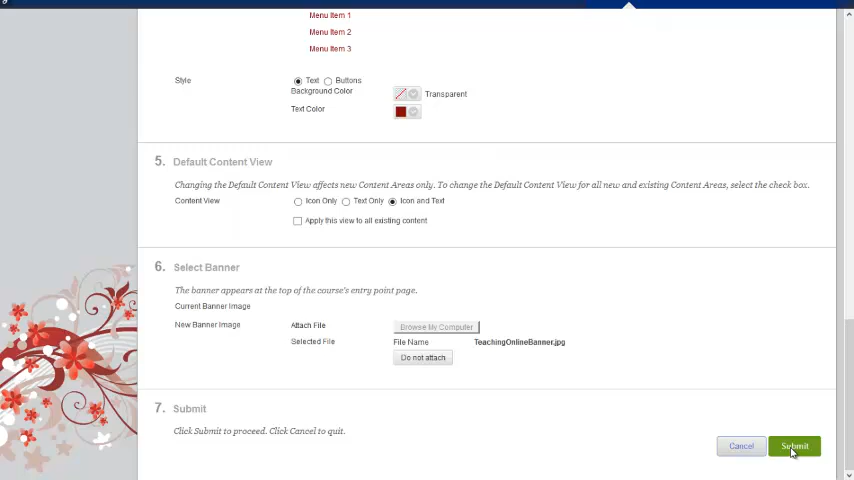 Menu Item 1
Menu Item 2
Menu Item 3
Style
Text Buttons
Background Color
Transparent
Text Color
5. Default Content View
Changing the Default Content View affects new Content Areas only. To change the Default Content View for all new and existing Content Areas, select the check box.
Content View
Icon Only Text Only Icon and Text
Apply this view to all existing content
6. Select Banner
The banner appears at the top of the course's entry point page.
Current Banner Image
New Banner Image
Attach File
Browse My Computer
Selected File
File Name
TeachingOnlineBanner.jpg
Do not attach
7. Submit
Click Submit to proceed. Click Cancel to quit.
Cancel
Submit